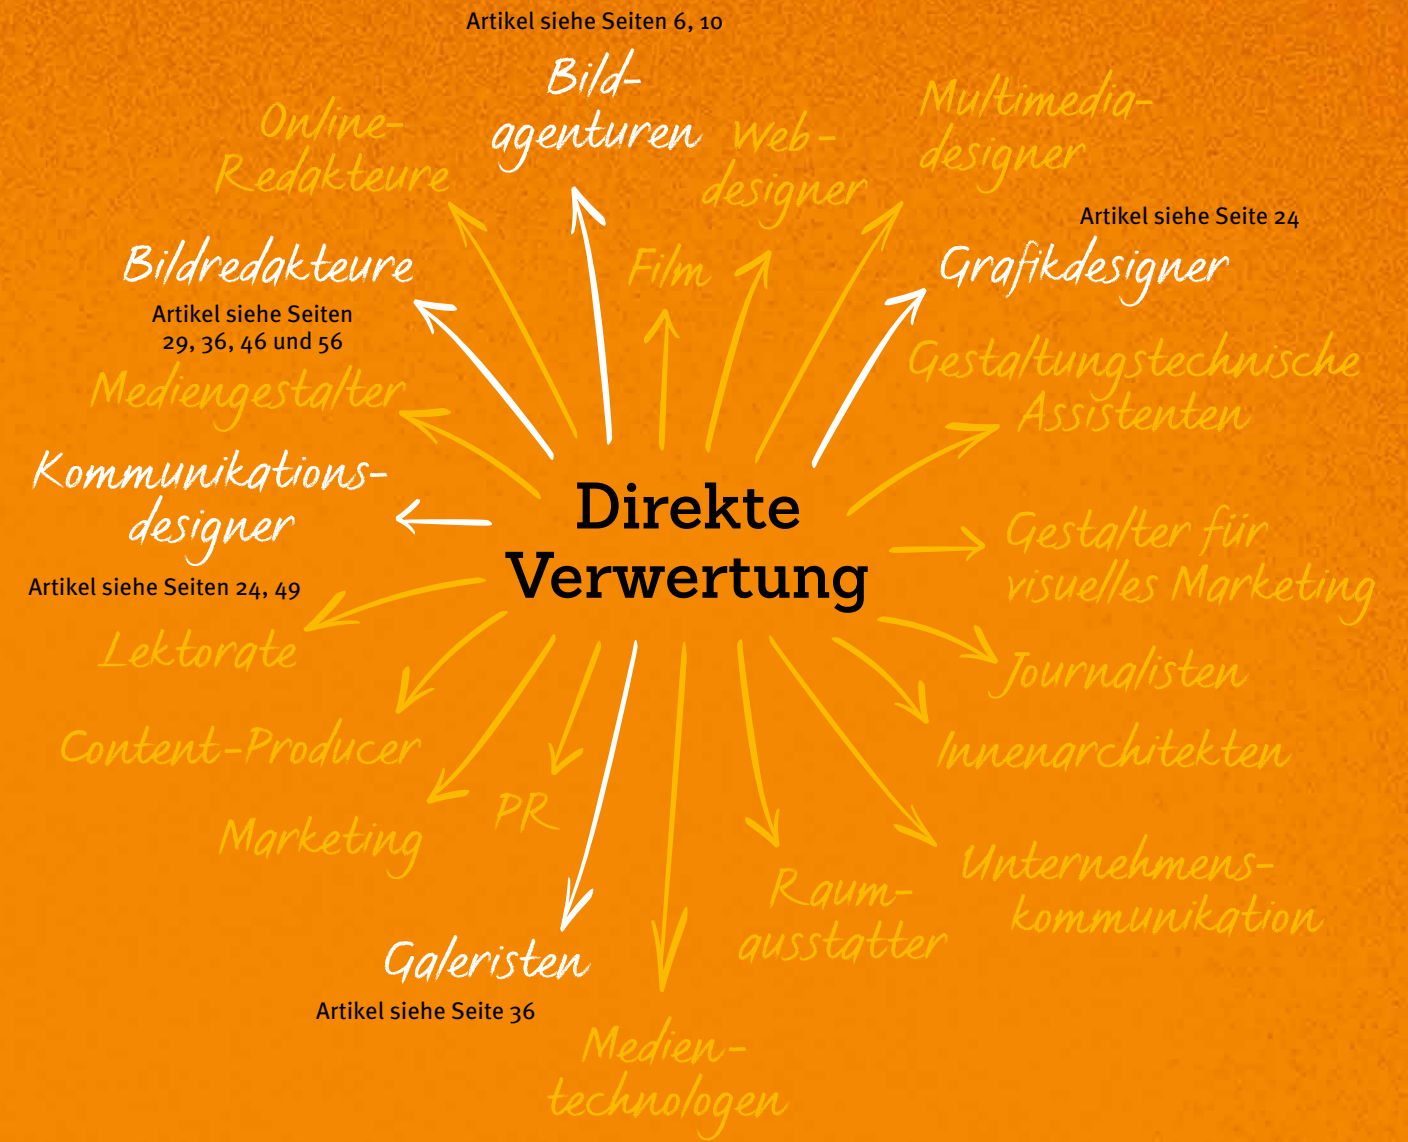 Artikel siehe Seiten 6, 10
Bild-
agenturen
Online-
Redakteure
Web-
designer
Multimedia-
designer
Film
Artikel siehe Seite 24
Grafikdesigner
Bildredakteure
Artikel siehe Seiten
29, 36, 46 und 56
Gestaltungstechnische
Assistenten
Mediengestalter
Kommunikations-
designer
Artikel siehe Seiten 24, 49
Direkte
Verwertung
Gestalter für
visuelles Marketing
Lektorate
Journalisten
Content-Producer
Innenarchitekten
Marketing
PR
Raum-
ausstatter
Unternehmens-
kommunikation
Galeristen
Artikel siehe Seite 36
Medien-
technologen